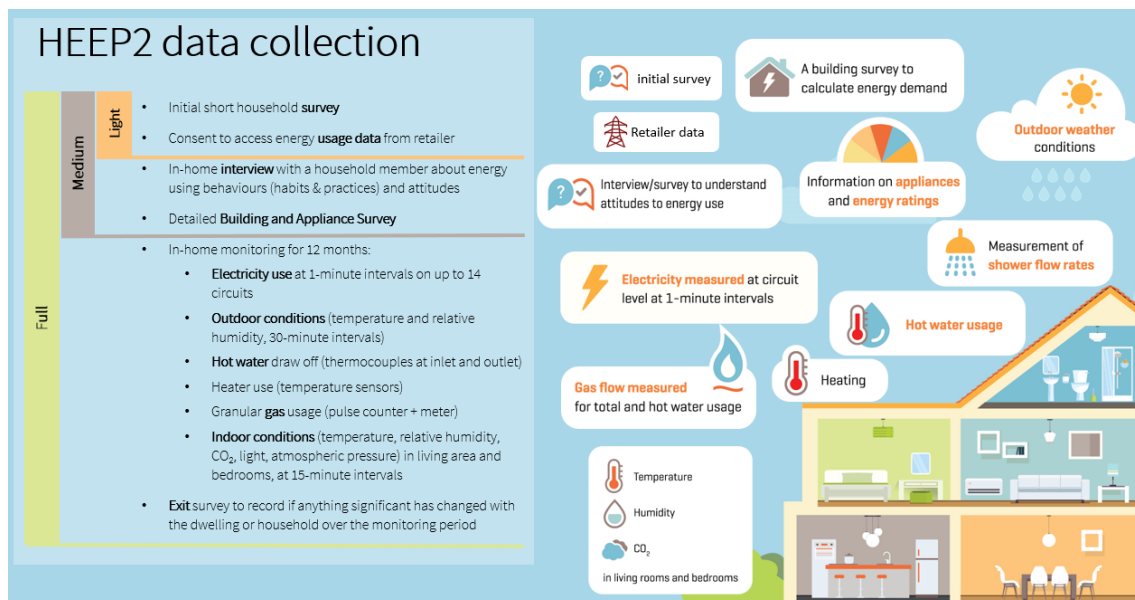 HEEP2 data collection
Full
Medium
Light
• Initial short household survey
• Consent to access energy usage data from retailer
• In-home interview with a household member about energy
using behaviours (habits & practices) and attitudes
• Detailed Building and Appliance Survey
• In-home monitoring for 12 months:
• Electricity use at 1-minute intervals on up to 14
circuits
• Outdoor conditions (temperature and relative
humidity, 30-minute intervals)
• Hot water draw off (thermocouples at inlet and outlet)
• Heater use (temperature sensors)
• Granular gas usage (pulse counter + meter)
• Indoor conditions (temperature, relative humidity,
CO₂, light, atmospheric pressure) in living area and
bedrooms, at 15-minute intervals
• Exit survey to record if anything significant has changed with
the dwelling or household over the monitoring period
?
initial survey
A building survey to
calculate energy demand
Retailer data
Outdoor weather
conditions
?
Interview/survey to understand
attitudes to energy use
Information on appliances
and energy ratings
Measurement of
shower flow rates
Electricity measured at circuit
level at 1-minute intervals
Hot water usage
Gas flow measured
for total and hot water usage
Heating
Temperature
Humidity
CO₂
in living rooms and bedrooms